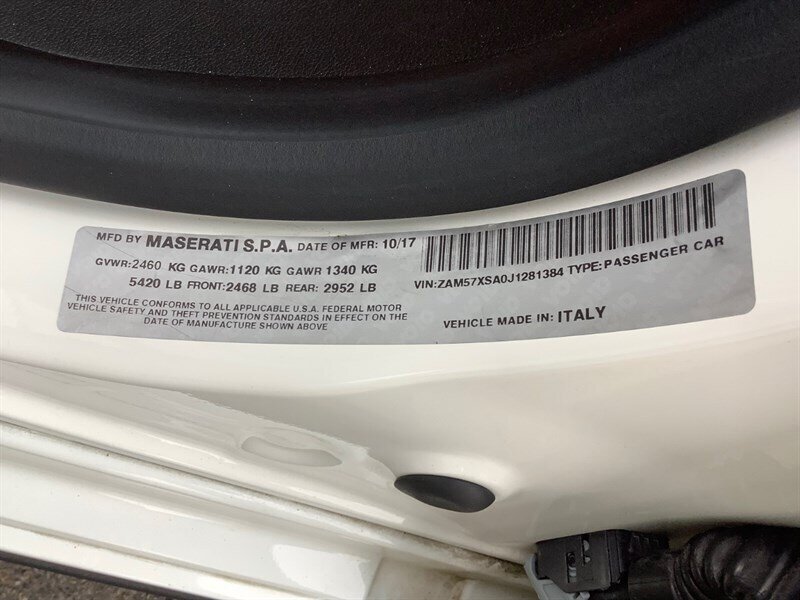 MFD BY MASERATI S.P.A. DATE OF MFR: 10/17
GVWR:2460 KG GAWR:1120 KG GAWR 1340 KG
5420 LB FRONT:2468 LB REAR: 2952 LB
THIS VEHICLE CONFORMS TO ALL APPLICABLE U.S.A. FEDERAL MOTOR
VEHICLE SAFETY AND THEFT PREVENTION STANDARDS IN EFFECT ON THE
DATE OF MANUFACTURE SHOWN ABOVE
VIN:ZAM57XSA0J1281384 TYPE:PASSENGER CAR
VEHICLE MADE IN: ITALY